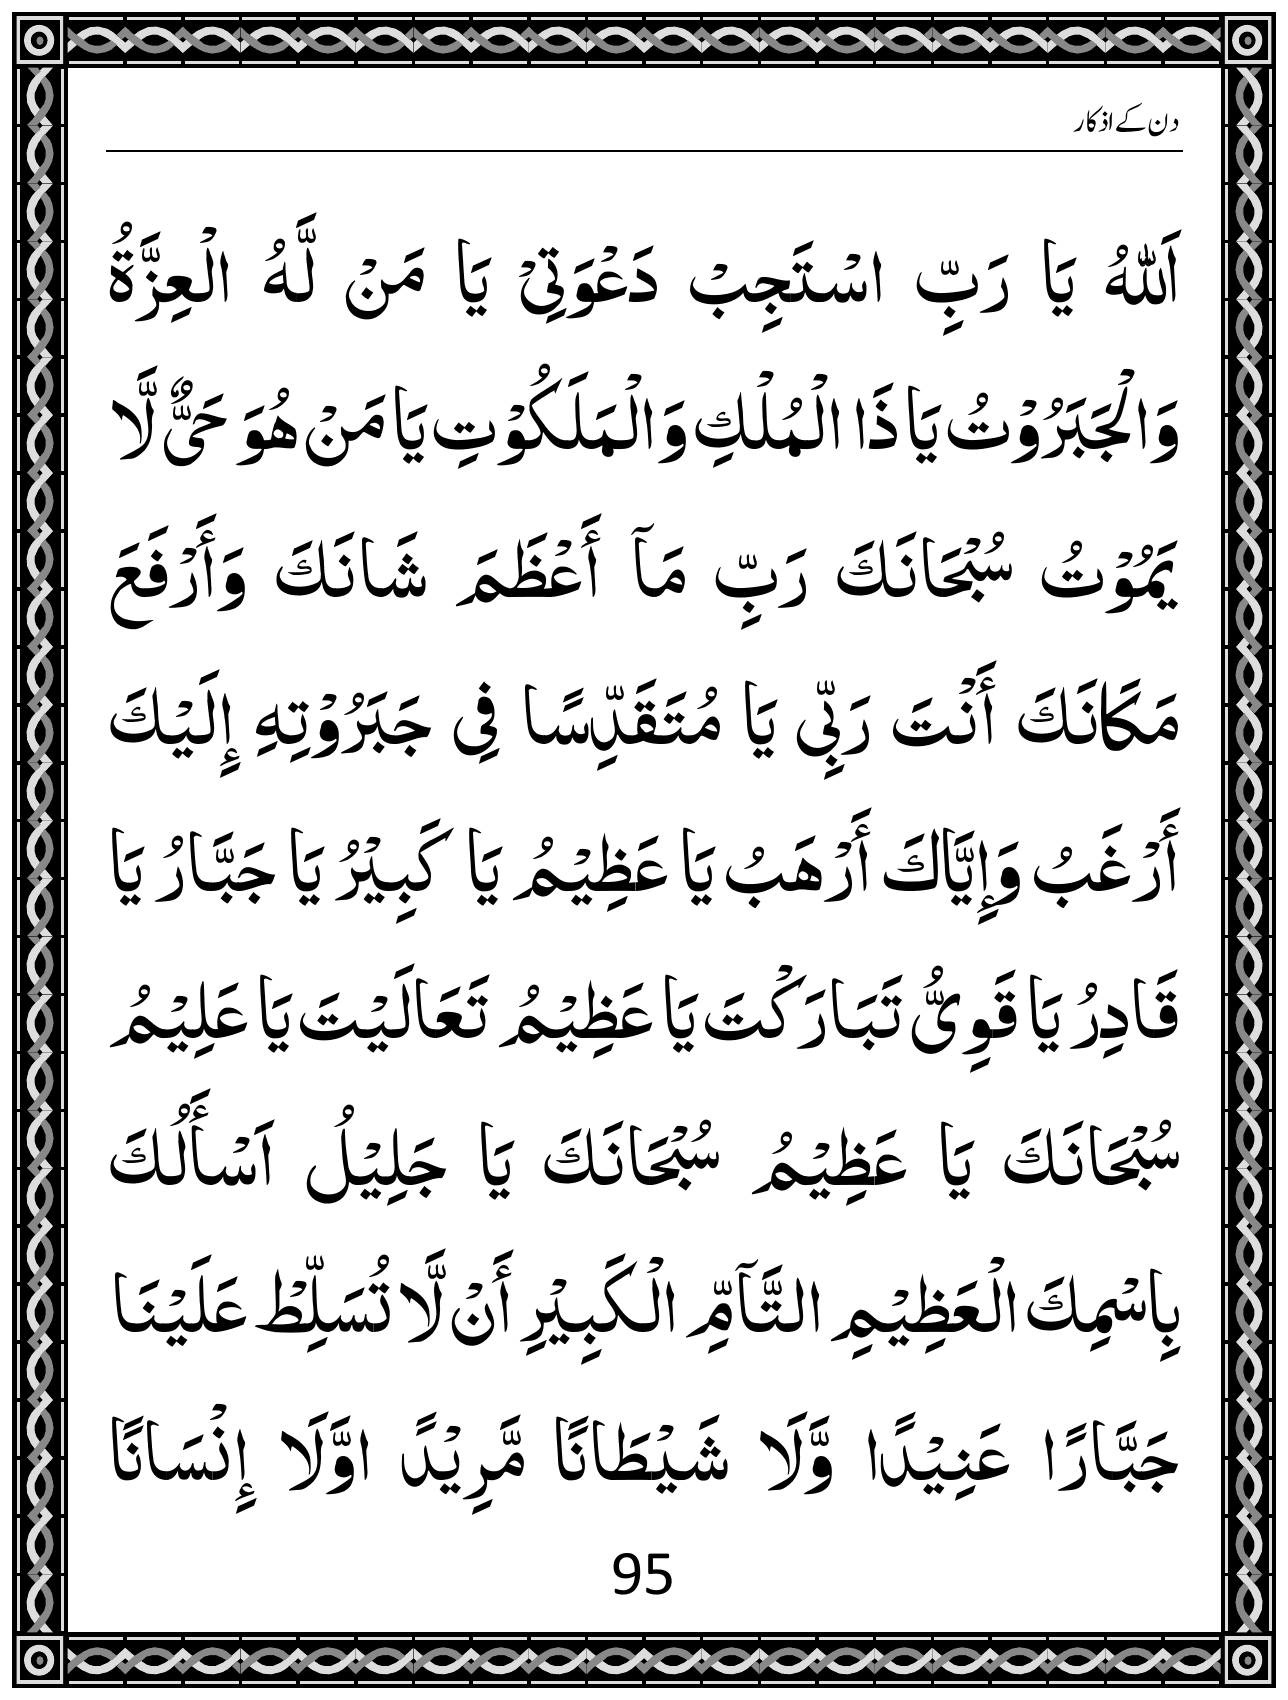 دن کے اذکار
اَللّٰهُ يَا رَبِّ اسْتَجِبْ دَعْوَتِيْ يَا مَنْ لَّهُ الْعِزَّةُ
وَالْجَبَرُوْتُ يَا ذَا الْمُلْكِ وَالْمَلَكُوْتِ يَا مَنْ هُوَ حَيٌّ لَّا
يَمُوْتُ سُبْحَانَكَ رَبِّ مَآ أَعْظَمَ شَانَكَ وَأَرْفَعَ
مَكَانَكَ أَنْتَ رَبِّى يَا مُتَقَدِّسًا فِى جَبَرُوْتِهِ إِلَيْكَ
أَرْغَبُ وَإِيَّاكَ أَرْهَبُ يَا عَظِيْمُ يَا كَبِيْرُ يَا جَبَّارُ يَا
قَادِرُ يَا قَوِىُّ تَبَارَكْتَ يَا عَظِيْمُ تَعَالَيْتَ يَا عَلِيْمُ
سُبْحَانَكَ يَا عَظِيْمُ سُبْحَانَكَ يَا جَلِيْلُ اَسْأَلُكَ
بِاسْمِكَ الْعَظِيْمِ التَّآمِّ الْكَبِيْرِ أَنْ لَّا تُسَلِّطْ عَلَيْنَا
جَبَّارًا عَنِيْدًا وَّلَا شَيْطَانًا مَّرِيْدً اوَّلَا إِنْسَانًا
95